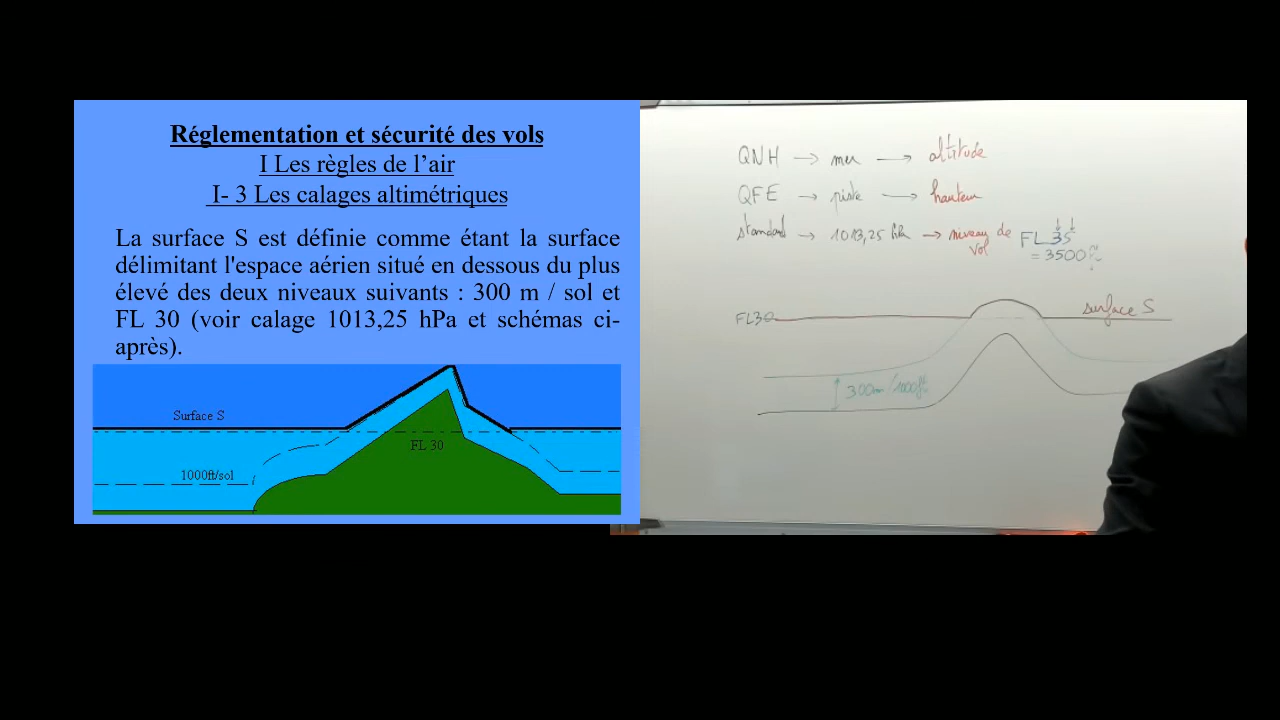 Réglementation et sécurité des vols
I Les règles de l'air
I- 3 Les calages altimétriques
La surface S est définie comme étant la surface
délimitant l'espace aérien situé en dessous du plus
élevé des deux niveaux suivants : 300 m / sol et
FL 30 (voir calage 1013,25 hPa et schémas ci-
après).
Surface S
FL 30
1000ft/sol
QNH → mer → altitude
QFE → piste → hauteur
standard → 1013,25 hPa → niveau de vol FL 35
= 3500 ft
FL30
surface S
300m/1000ft